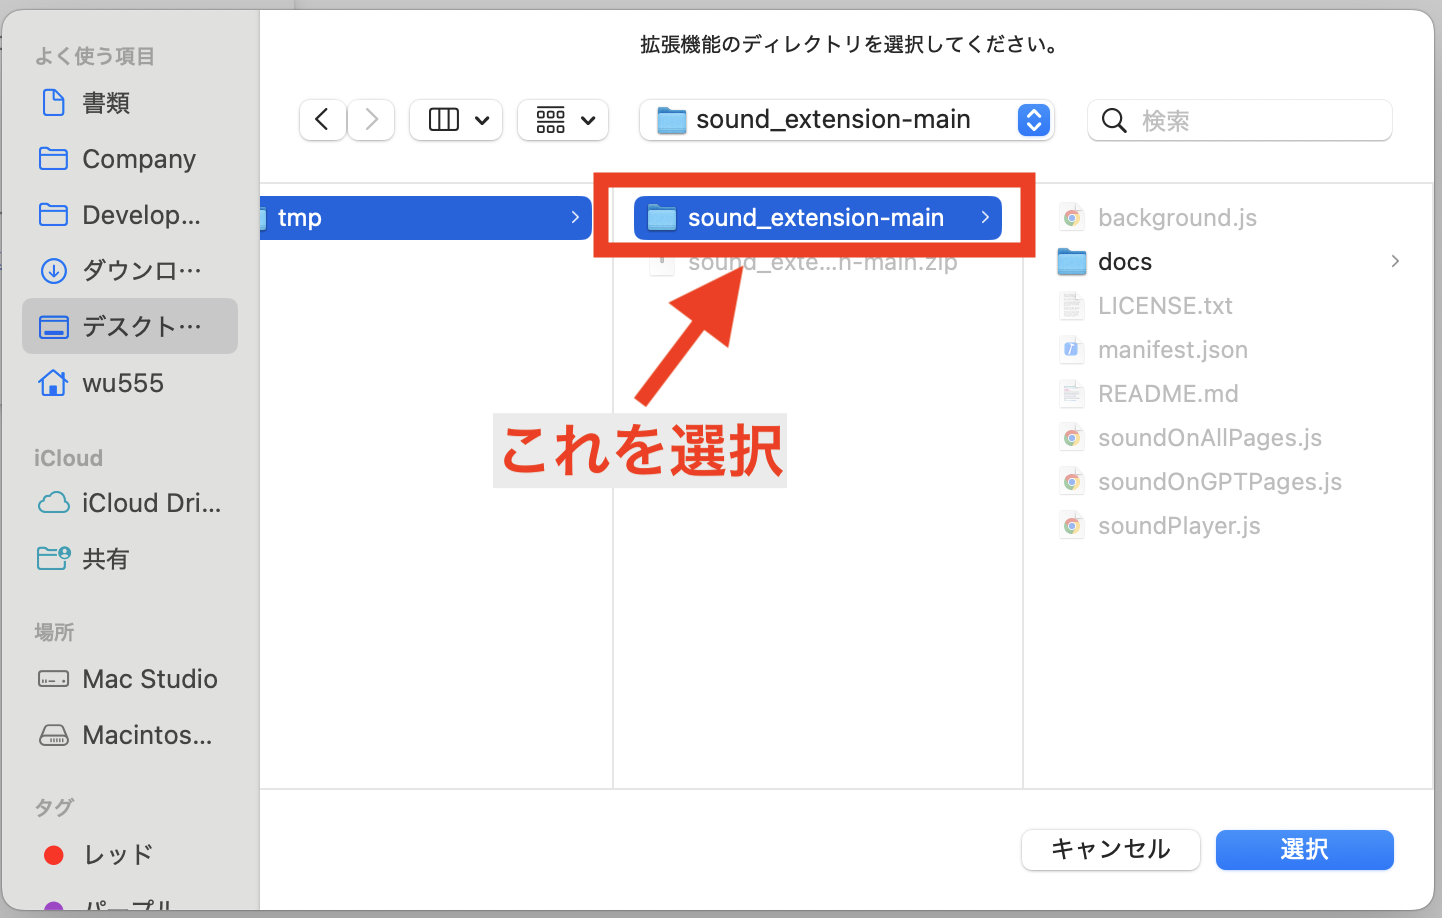 よく使う項目
書類
Company
Develop...
ダウンロ…
デスクト…
wu555
iCloud
iCloud Dri...
共有
場所
Mac Studio
Macintos...
タグ
レッド
パープル
拡張機能のディレクトリを選択してください。
sound_extension-main
検索
tmp
sound_extension-main
sound_exte...n-main.zip
これを選択
background.js
docs
LICENSE.txt
manifest.json
README.md
soundOnAllPages.js
soundOnGPTPages.js
soundPlayer.js
キャンセル
選択